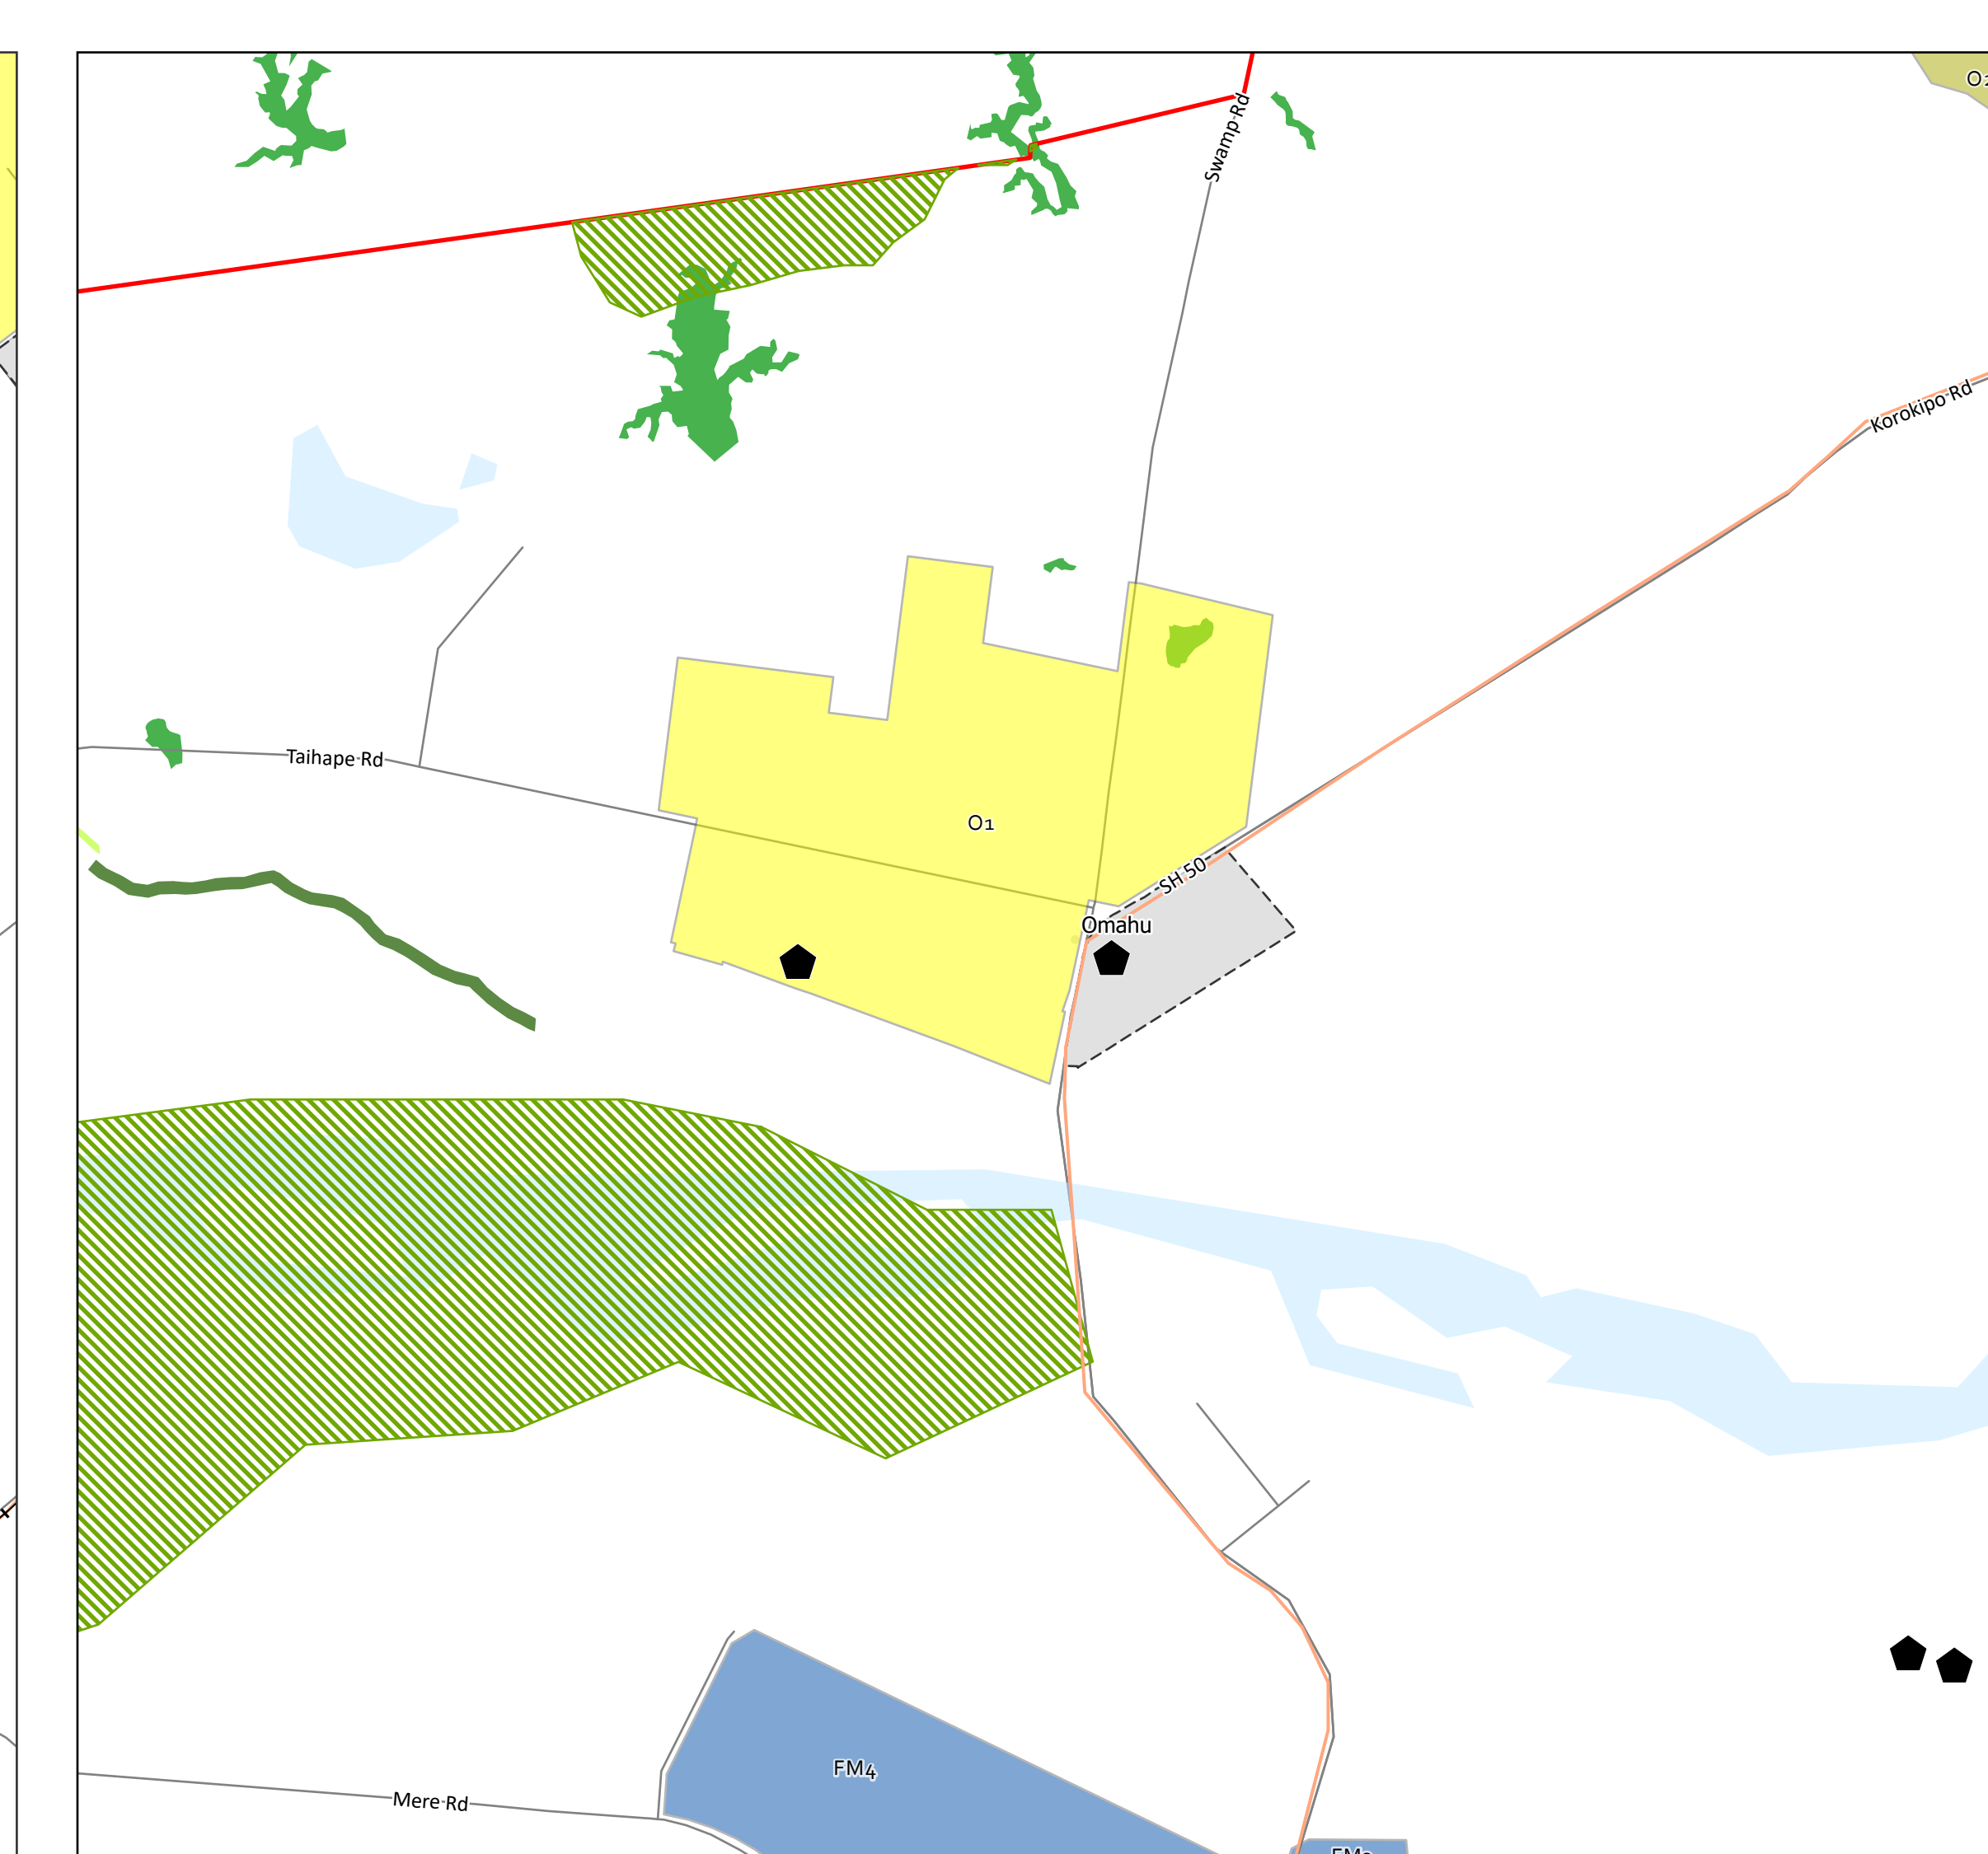 Swamp Rd
Korokipo Rd
Taihape Rd
O1
SH 50
Omahu
FM4
Mere Rd